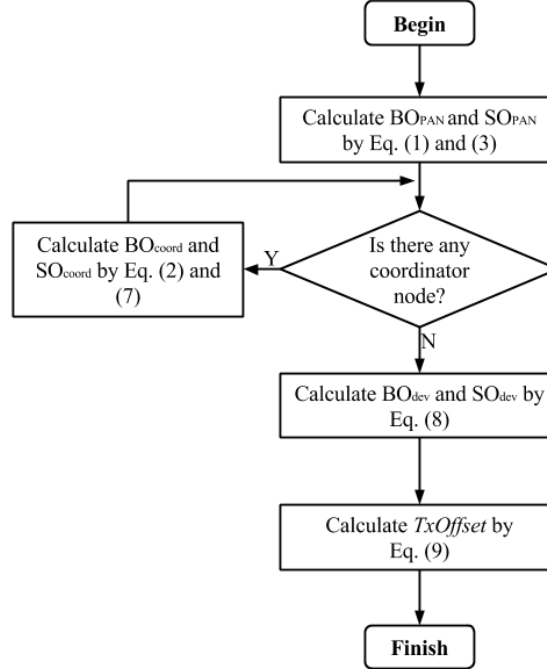 Begin
Calculate BOPAN and SOPAN
by Eq. (1) and (3)
Is there any
coordinator
node?
Y
Calculate BOcoord and
SOcoord by Eq. (2) and
(7)
N
Calculate BOdev and SOdev by
Eq. (8)
Calculate TxOffset by
Eq. (9)
Finish